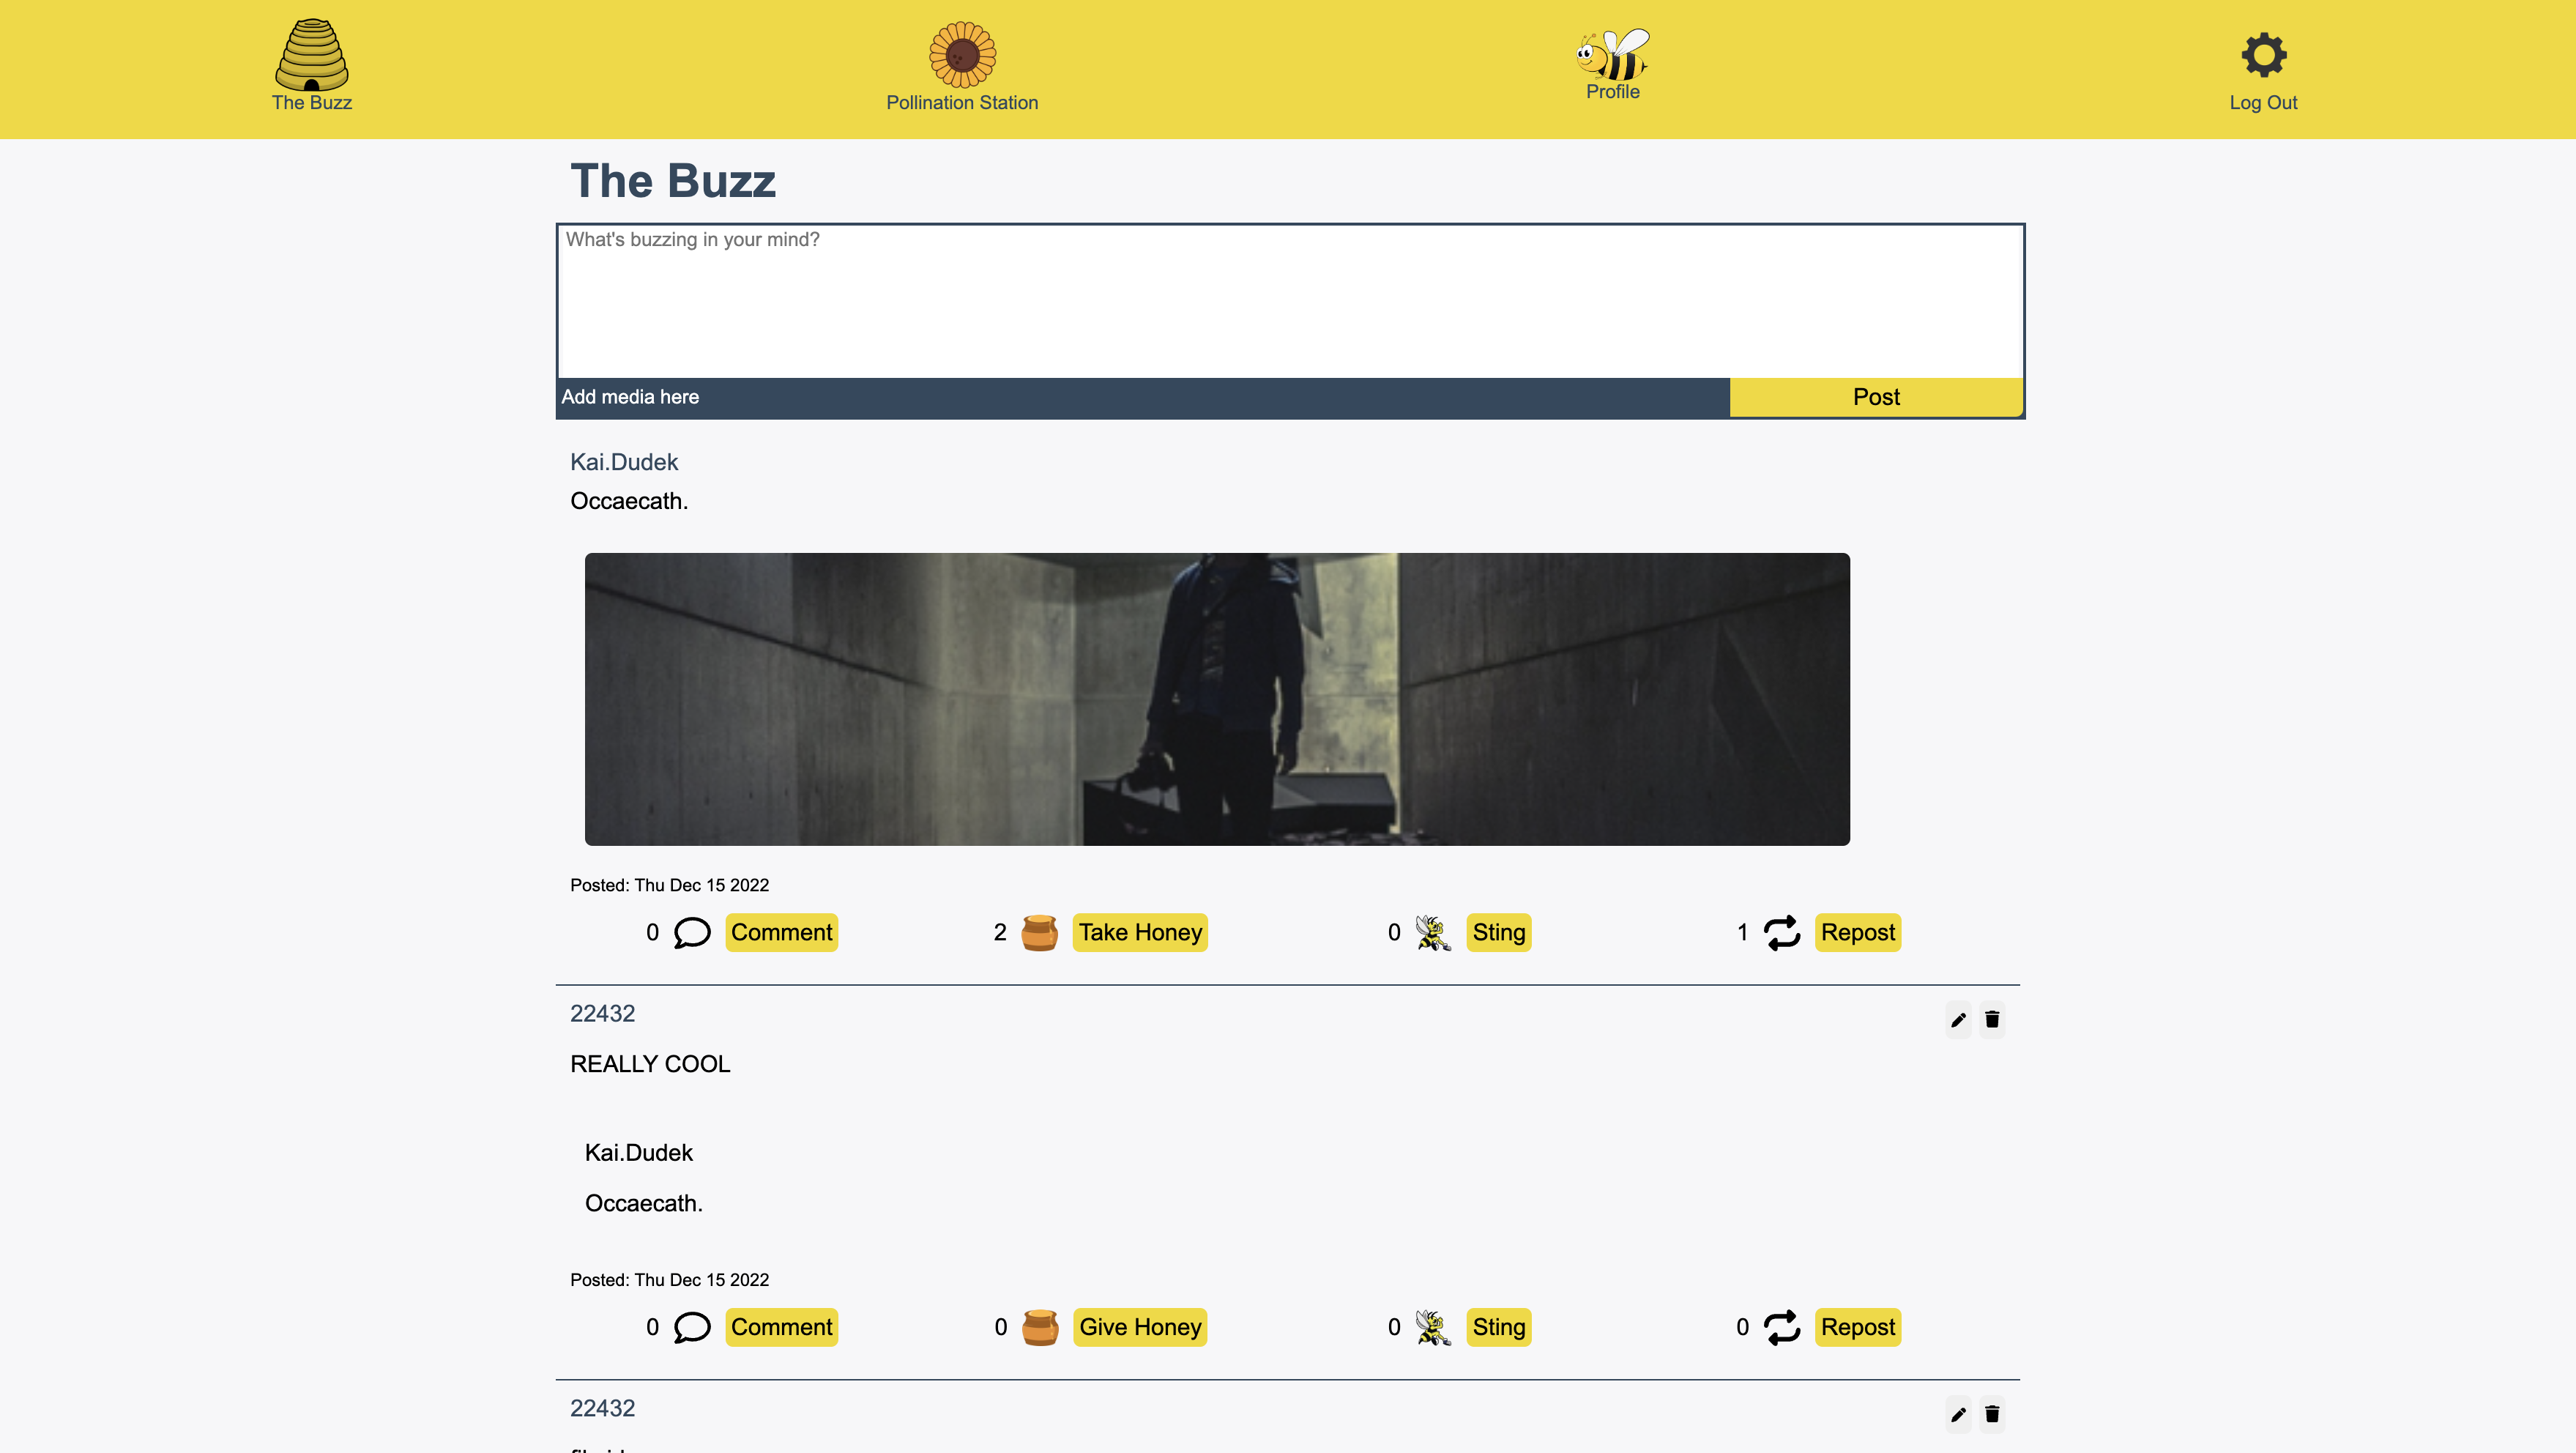 The Buzz
Pollination Station
Profile
Log Out
The Buzz
What's buzzing in your mind?
Add media here
Post
Kai.Dudek
Occaecath.
Posted: Thu Dec 15 2022
0 Comment 2 Take Honey 0 Sting 1 Repost
22432
REALLY COOL
Kai.Dudek
Occaecath.
Posted: Thu Dec 15 2022
0 Comment 0 Give Honey 0 Sting 0 Repost
22432